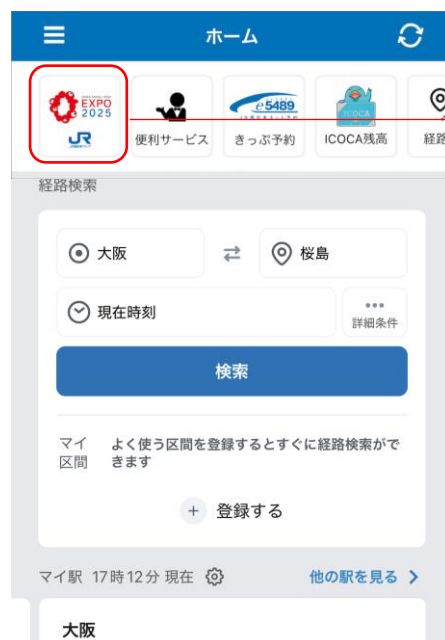 ホーム
EXPO
2025
JR
便利サービス
e5489
きっぷ予約
ICOCA
ICOCA残高
経路
経路検索
大阪
桜島
現在時刻
詳細条件
検索
マイ
区間
よく使う区間を登録するとすぐに経路検索がで
きます
+ 登録する
マイ駅 17時12分 現在
他の駅を見る
大阪